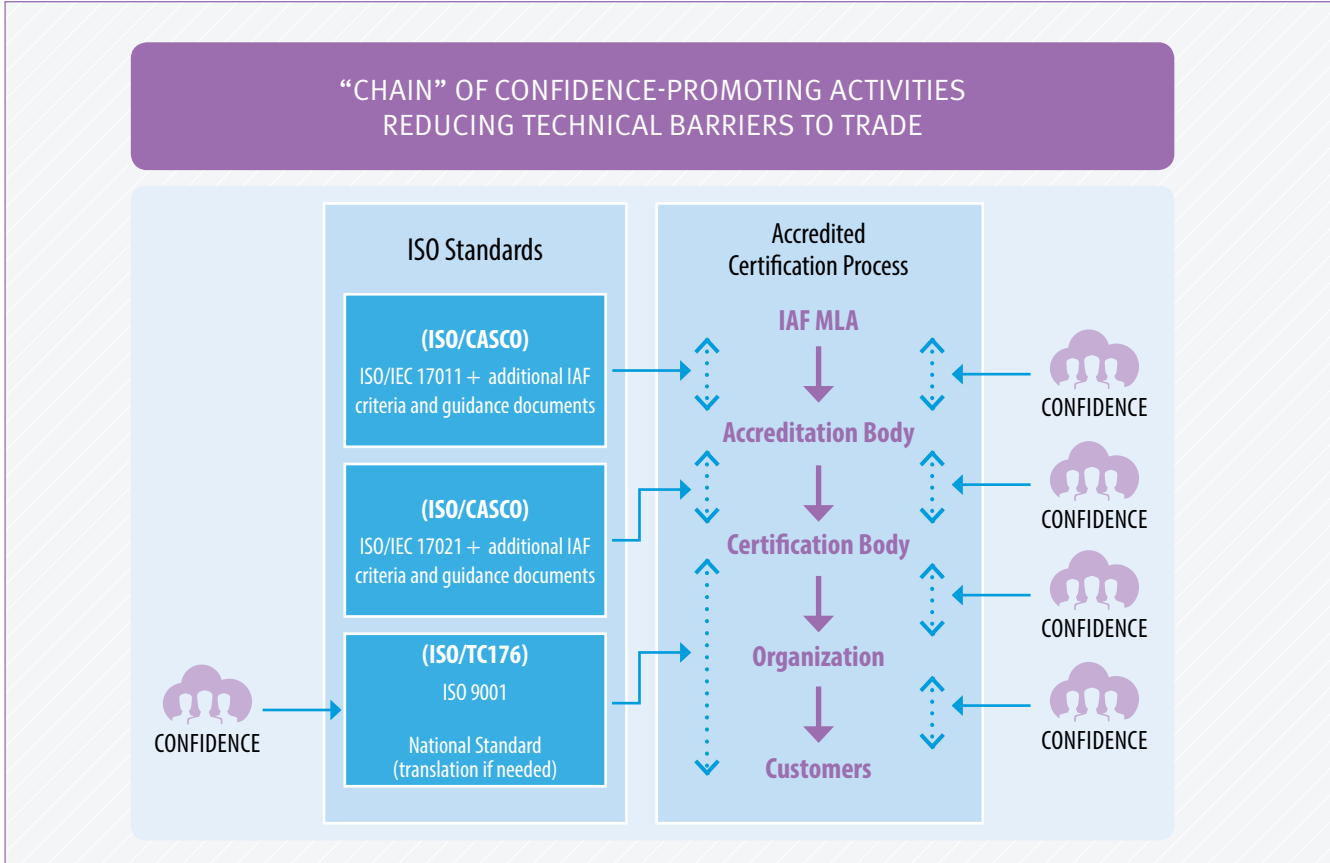 “CHAIN” OF CONFIDENCE-PROMOTING ACTIVITIES
REDUCING TECHNICAL BARRIERS TO TRADE
ISO Standards
(ISO/CASCO)
ISO/IEC 17011 + additional IAF
criteria and guidance documents
(ISO/CASCO)
ISO/IEC 17021 + additional IAF
criteria and guidance documents
(ISO/TC176)
ISO 9001
National Standard
(translation if needed)
CONFIDENCE
Accredited
Certification Process
IAF MLA
Accreditation Body
Certification Body
Organization
Customers
CONFIDENCE
CONFIDENCE
CONFIDENCE
CONFIDENCE